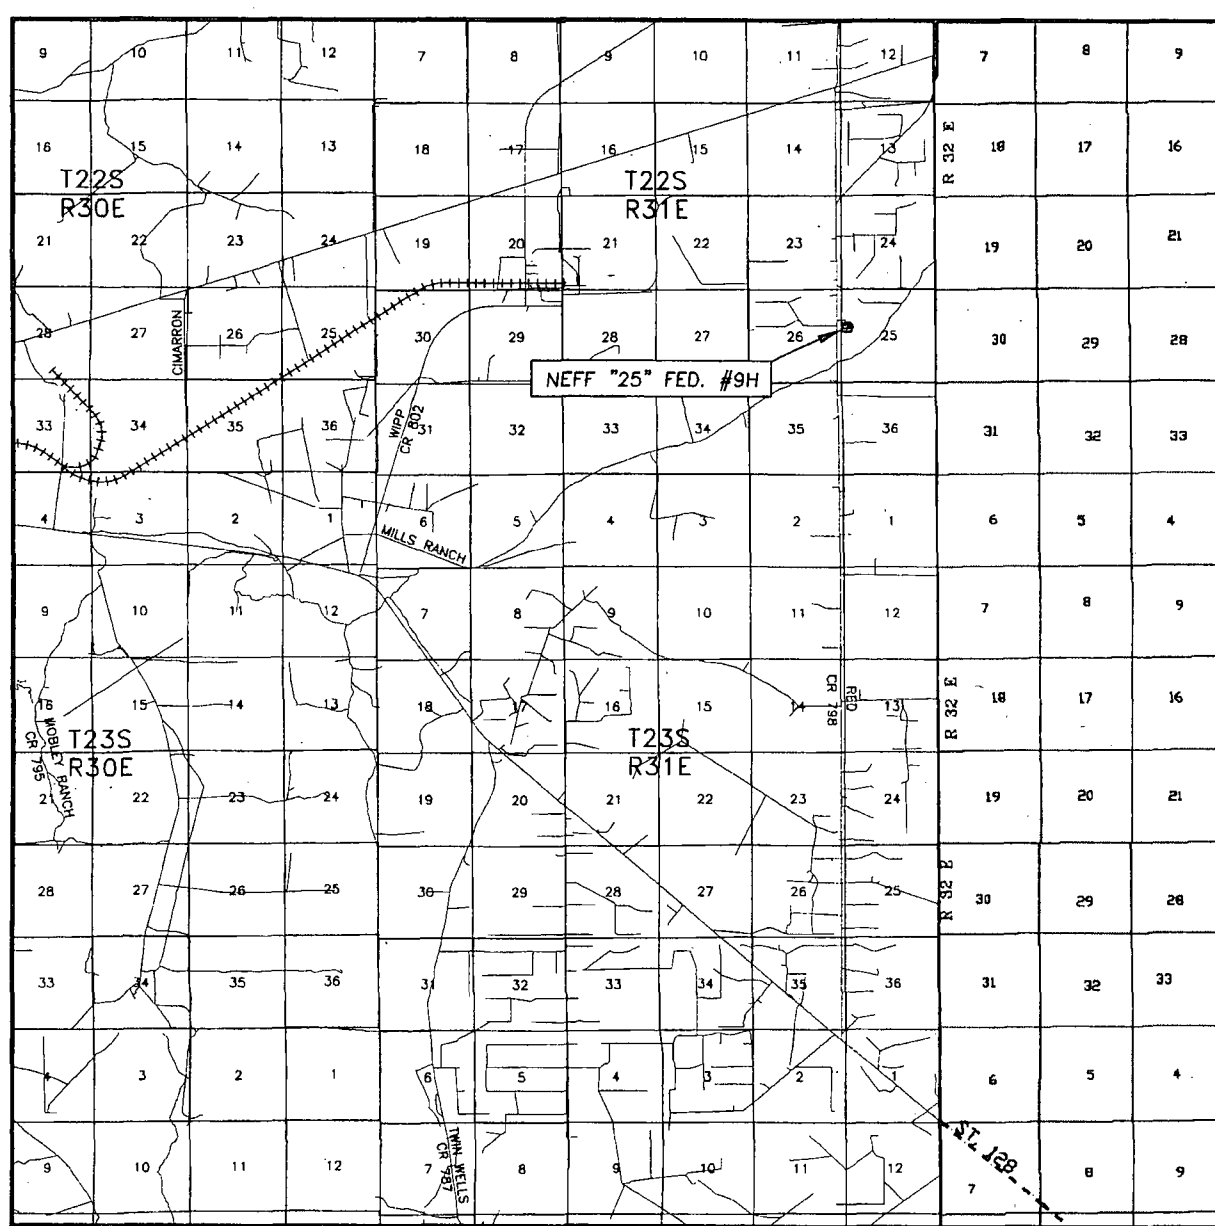 9 10 11 12 7 8 9 10 11 12 7 8 9
16 15 14 13 18 17 16 15 14 13 R 32 E 18 17 16
T22S T22S
R30E R31E
21 22 23 24 19 20 21 22 23 24 19 20 21
28 27 CIMARRON 26 25 30 29 28 27 26 25 30 29 28
NEFF "25" FED. #9H
33 34 35 36 WIPP CR 802 31 32 33 34 35 36 31 32 33
4 3 2 1 6 5 4 3 2 1 6 5 4
MILLS RANCH
9 10 11 12 7 8 9 10 11 12 7 8 9
16 15 14 13 18 17 16 15 14 CR 798 RED 13 R 32 E 18 17 16
T23S T23S
R30E R31E
MOBLEY RANCH
CR 795
21 22 23 24 19 20 21 22 23 24 19 20 21
28 27 26 25 30 29 28 27 26 25 R 32 E 30 29 28
33 34 35 36 31 32 33 34 35 36 31 32 33
4 3 2 1 6 5 4 3 2 1 6 5 4
TWIN WELLS
CR 787
ST. 128
9 10 11 12 7 8 9 10 11 12 7 8 9